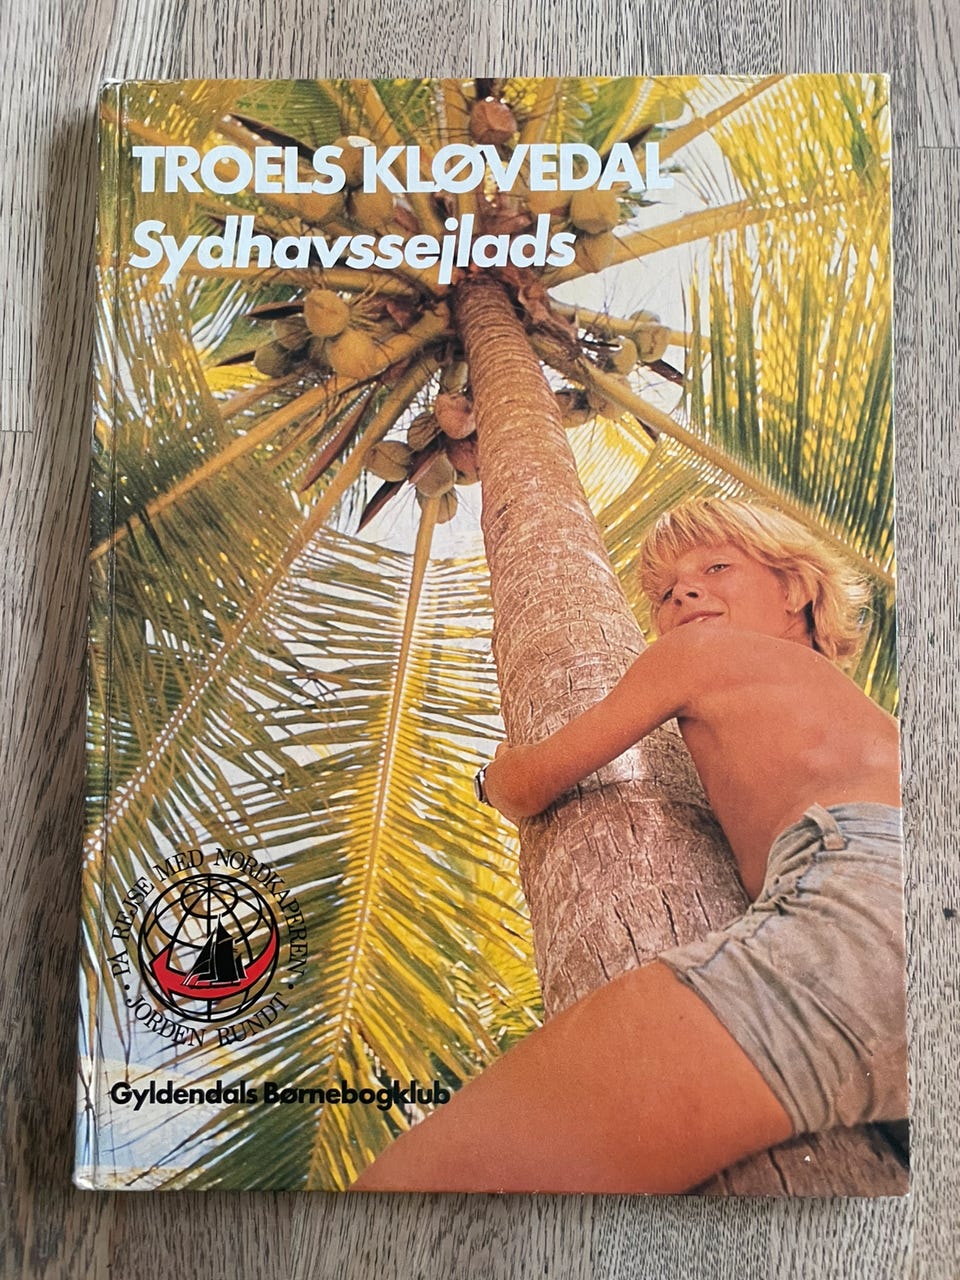 TROELS KLØVEDAL
Sydhavssejlads
PÅ REJSE MED NORDKAPEREN
• JORDEN RUNDT •
Gyldendals Børnebogklub